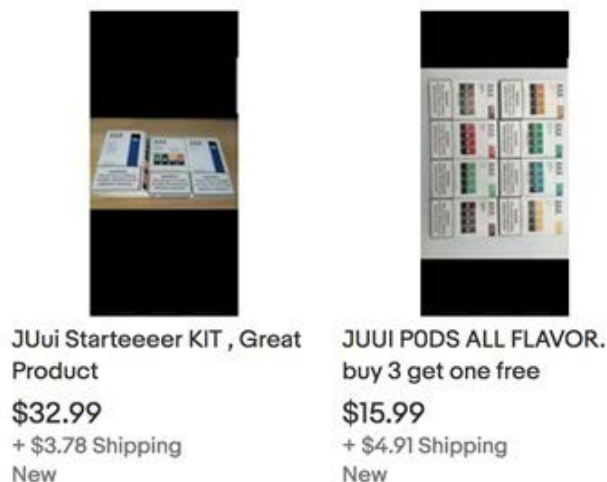 JUui Starteeeer KIT , Great
Product
$32.99
+ $3.78 Shipping
New
JUUI P0DS ALL FLAVOR.
buy 3 get one free
$15.99
+ $4.91 Shipping
New